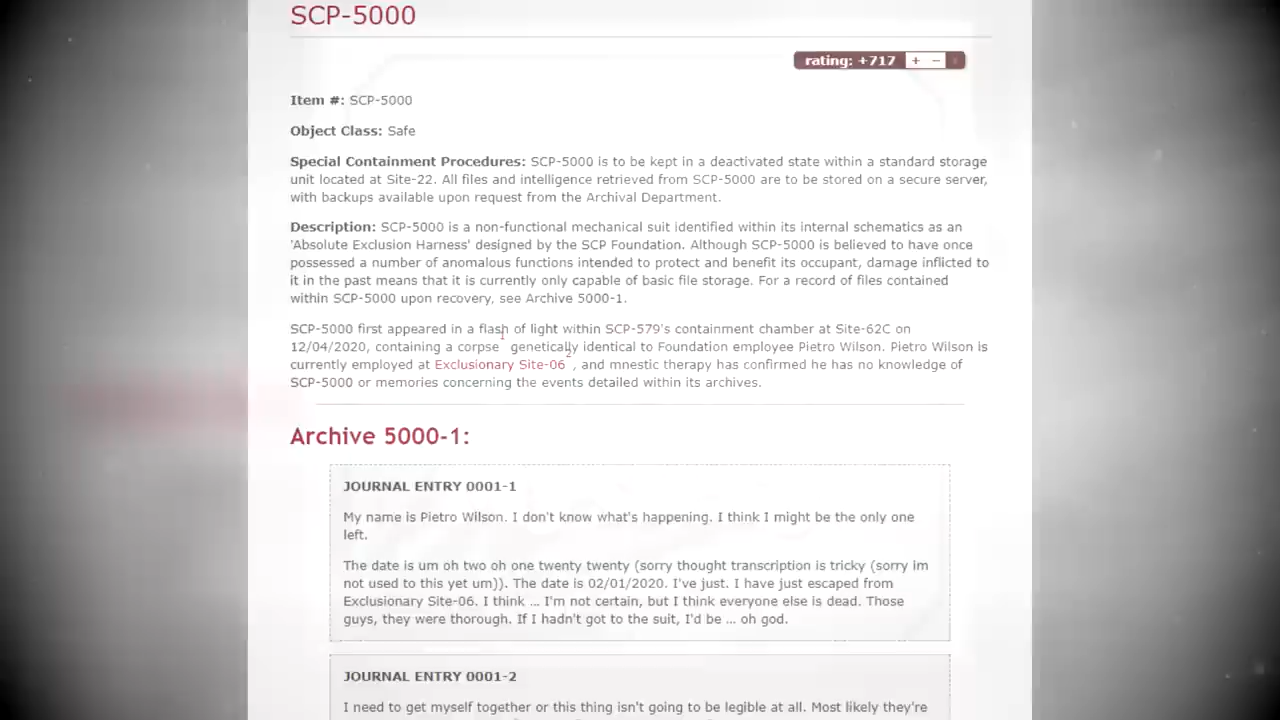 SCP-5000
rating: +717 + −
Item #: SCP-5000
Object Class: Safe
Special Containment Procedures: SCP-5000 is to be kept in a deactivated state within a standard storage
unit located at Site-22. All files and intelligence retrieved from SCP-5000 are to be stored on a secure server,
with backups available upon request from the Archival Department.
Description: SCP-5000 is a non-functional mechanical suit identified within its internal schematics as an
'Absolute Exclusion Harness' designed by the SCP Foundation. Although SCP-5000 is believed to have once
possessed a number of anomalous functions intended to protect and benefit its occupant, damage inflicted to
it in the past means that it is currently only capable of basic file storage. For a record of files contained
within SCP-5000 upon recovery, see Archive 5000-1.
SCP-5000 first appeared in a flash of light within SCP-579's containment chamber at Site-62C on
12/04/2020, containing a corpse1 genetically identical to Foundation employee Pietro Wilson. Pietro Wilson is
currently employed at Exclusionary Site-062, and mnestic therapy has confirmed he has no knowledge of
SCP-5000 or memories concerning the events detailed within its archives.
Archive 5000-1:
JOURNAL ENTRY 0001-1
My name is Pietro Wilson. I don't know what's happening. I think I might be the only one
left.
The date is um oh two oh one twenty twenty (sorry thought transcription is tricky (sorry im
not used to this yet um)). The date is 02/01/2020. I've just. I have just escaped from
Exclusionary Site-06. I think ... I'm not certain, but I think everyone else is dead. Those
guys, they were thorough. If I hadn't got to the suit, I'd be ... oh god.
JOURNAL ENTRY 0001-2
I need to get myself together or this thing isn't going to be legible at all. Most likely they're